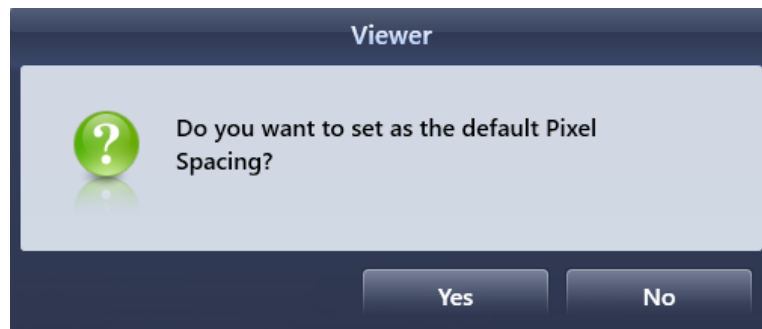 Viewer
Do you want to set as the default Pixel
Spacing?
Yes
No